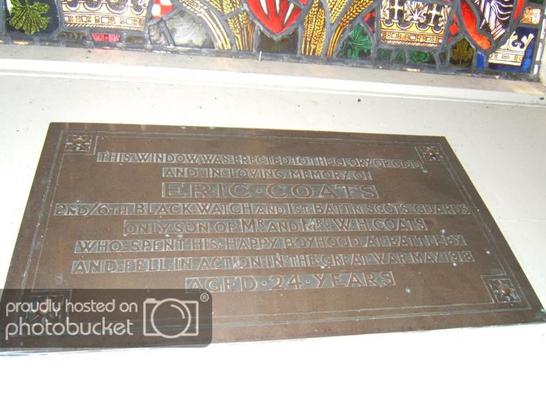 THIS WINDOW WAS ERECTED TO THE GLORY OF GOD
AND IN LOVING MEMORY OF
ERIC · COATS
2ND/6TH BLACK WATCH AND 1ST BATTN SCOTS GUARDS
ONLY SON OF MR AND MRS W.H. COATS
WHO SPENT HIS HAPPY BOYHOOD AT BATTLEBY
AND FELL IN ACTION IN THE GREAT WAR MAY 1918
AGED · 24 · YEARS
proudly hosted on
photobucket